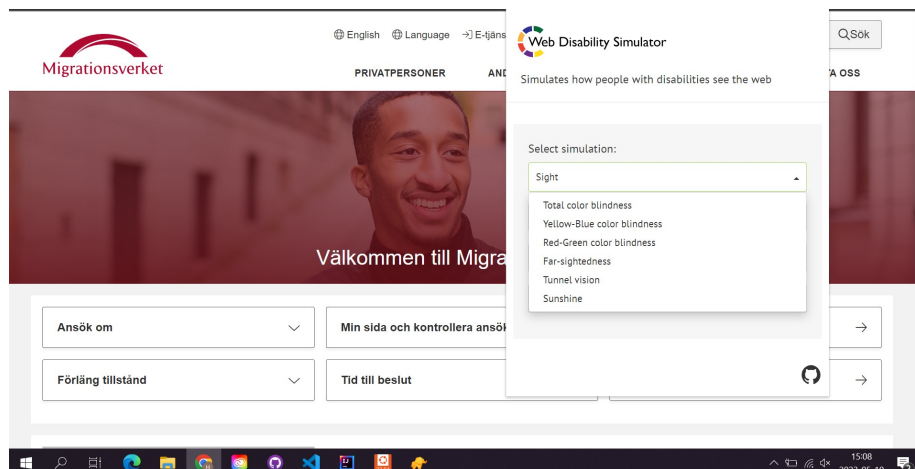 English Language E-tjäns
Sök
Migrationsverket
PRIVATPERSONER AND
A OSS
Web Disability Simulator
Simulates how people with disabilities see the web
Select simulation:
Sight
Total color blindness
Yellow-Blue color blindness
Red-Green color blindness
Far-sightedness
Tunnel vision
Sunshine
Välkommen till Migra
Ansök om
Min sida och kontrollera ansök
Förläng tillstånd
Tid till beslut
15:08